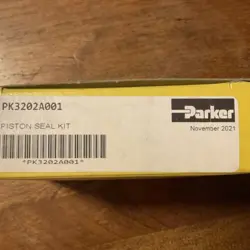 PK3202A001
Parker
November 2021
PISTON SEAL KIT
*PK3202A001*